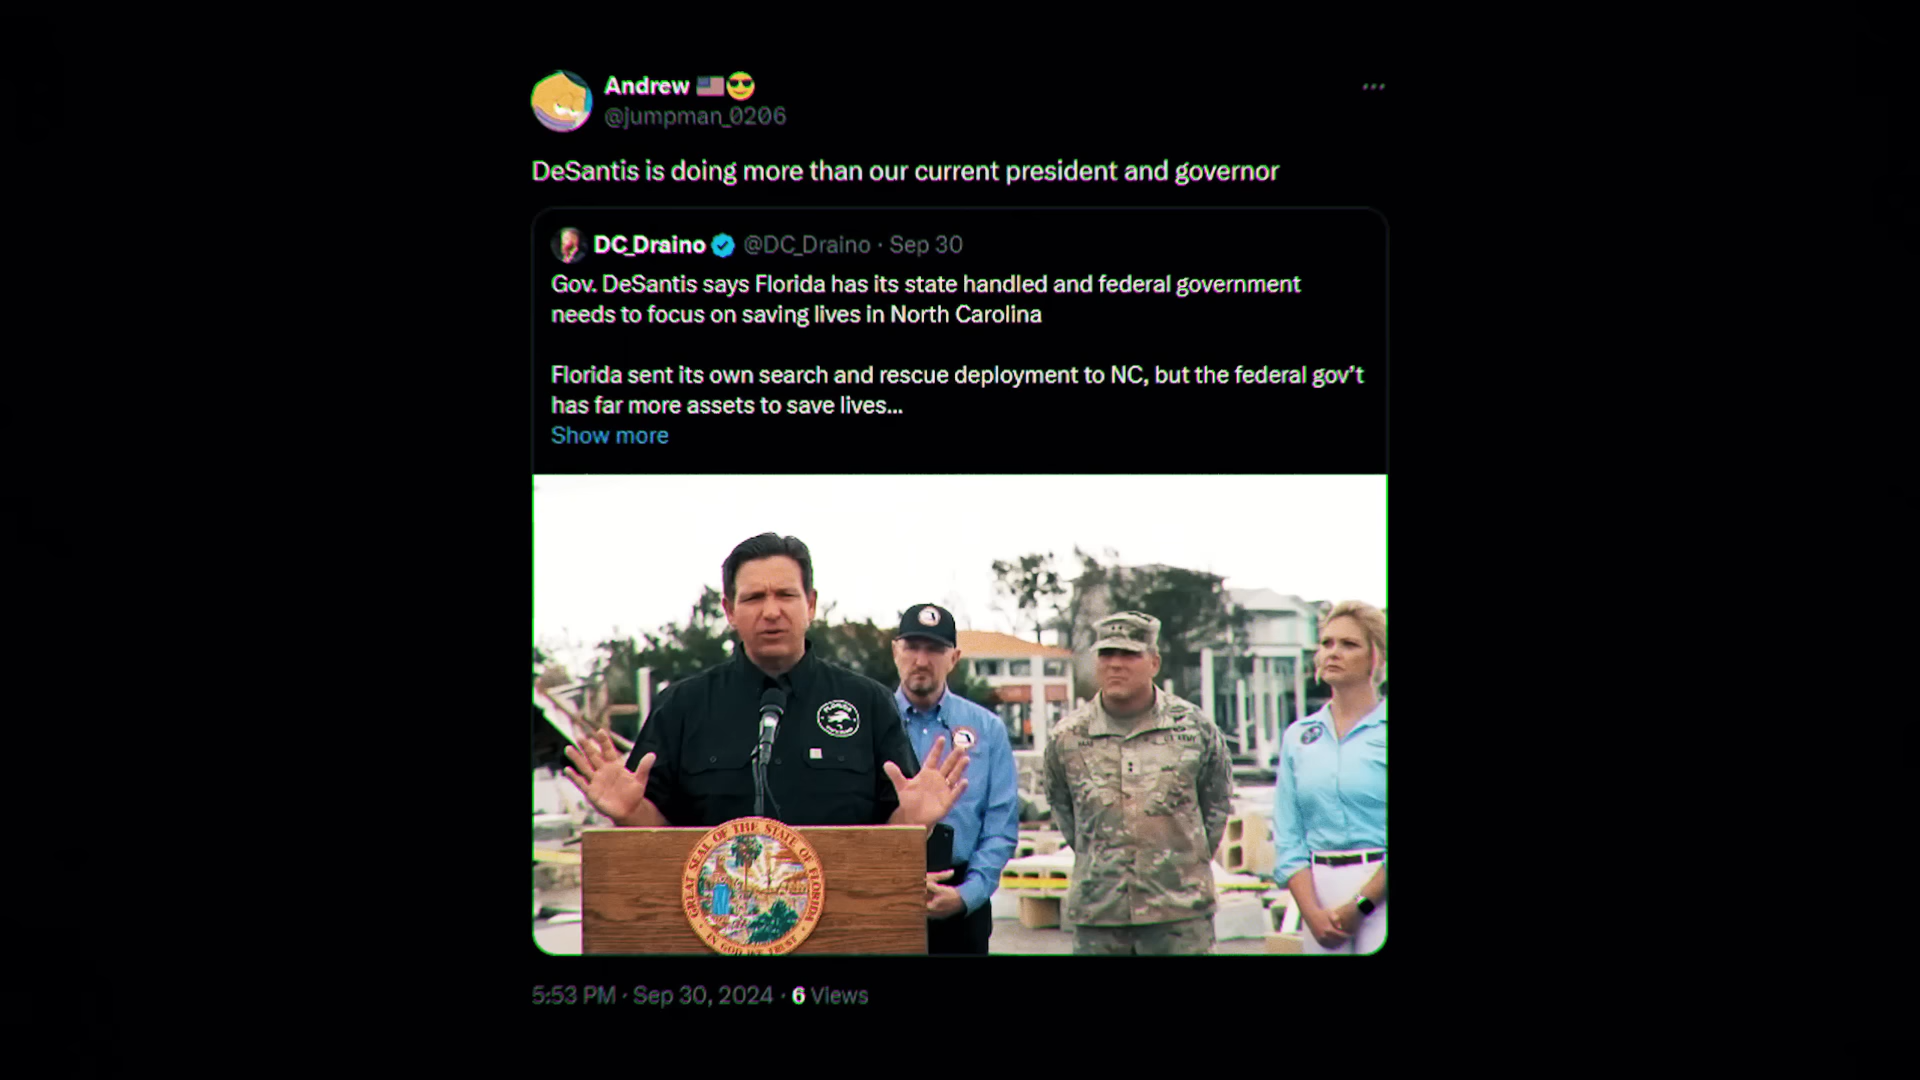 Andrew 🇺🇸😎
@jumpman_0206
DeSantis is doing more than our current president and governor
DC_Draino @DC_Draino · Sep 30
Gov. DeSantis says Florida has its state handled and federal government
needs to focus on saving lives in North Carolina
Florida sent its own search and rescue deployment to NC, but the federal gov’t
has far more assets to save lives...
Show more
FLORIDA
U.S. ARMY
GREAT SEAL OF THE STATE OF FLORIDA
IN GOD WE TRUST
5:53 PM · Sep 30, 2024 · 6 Views